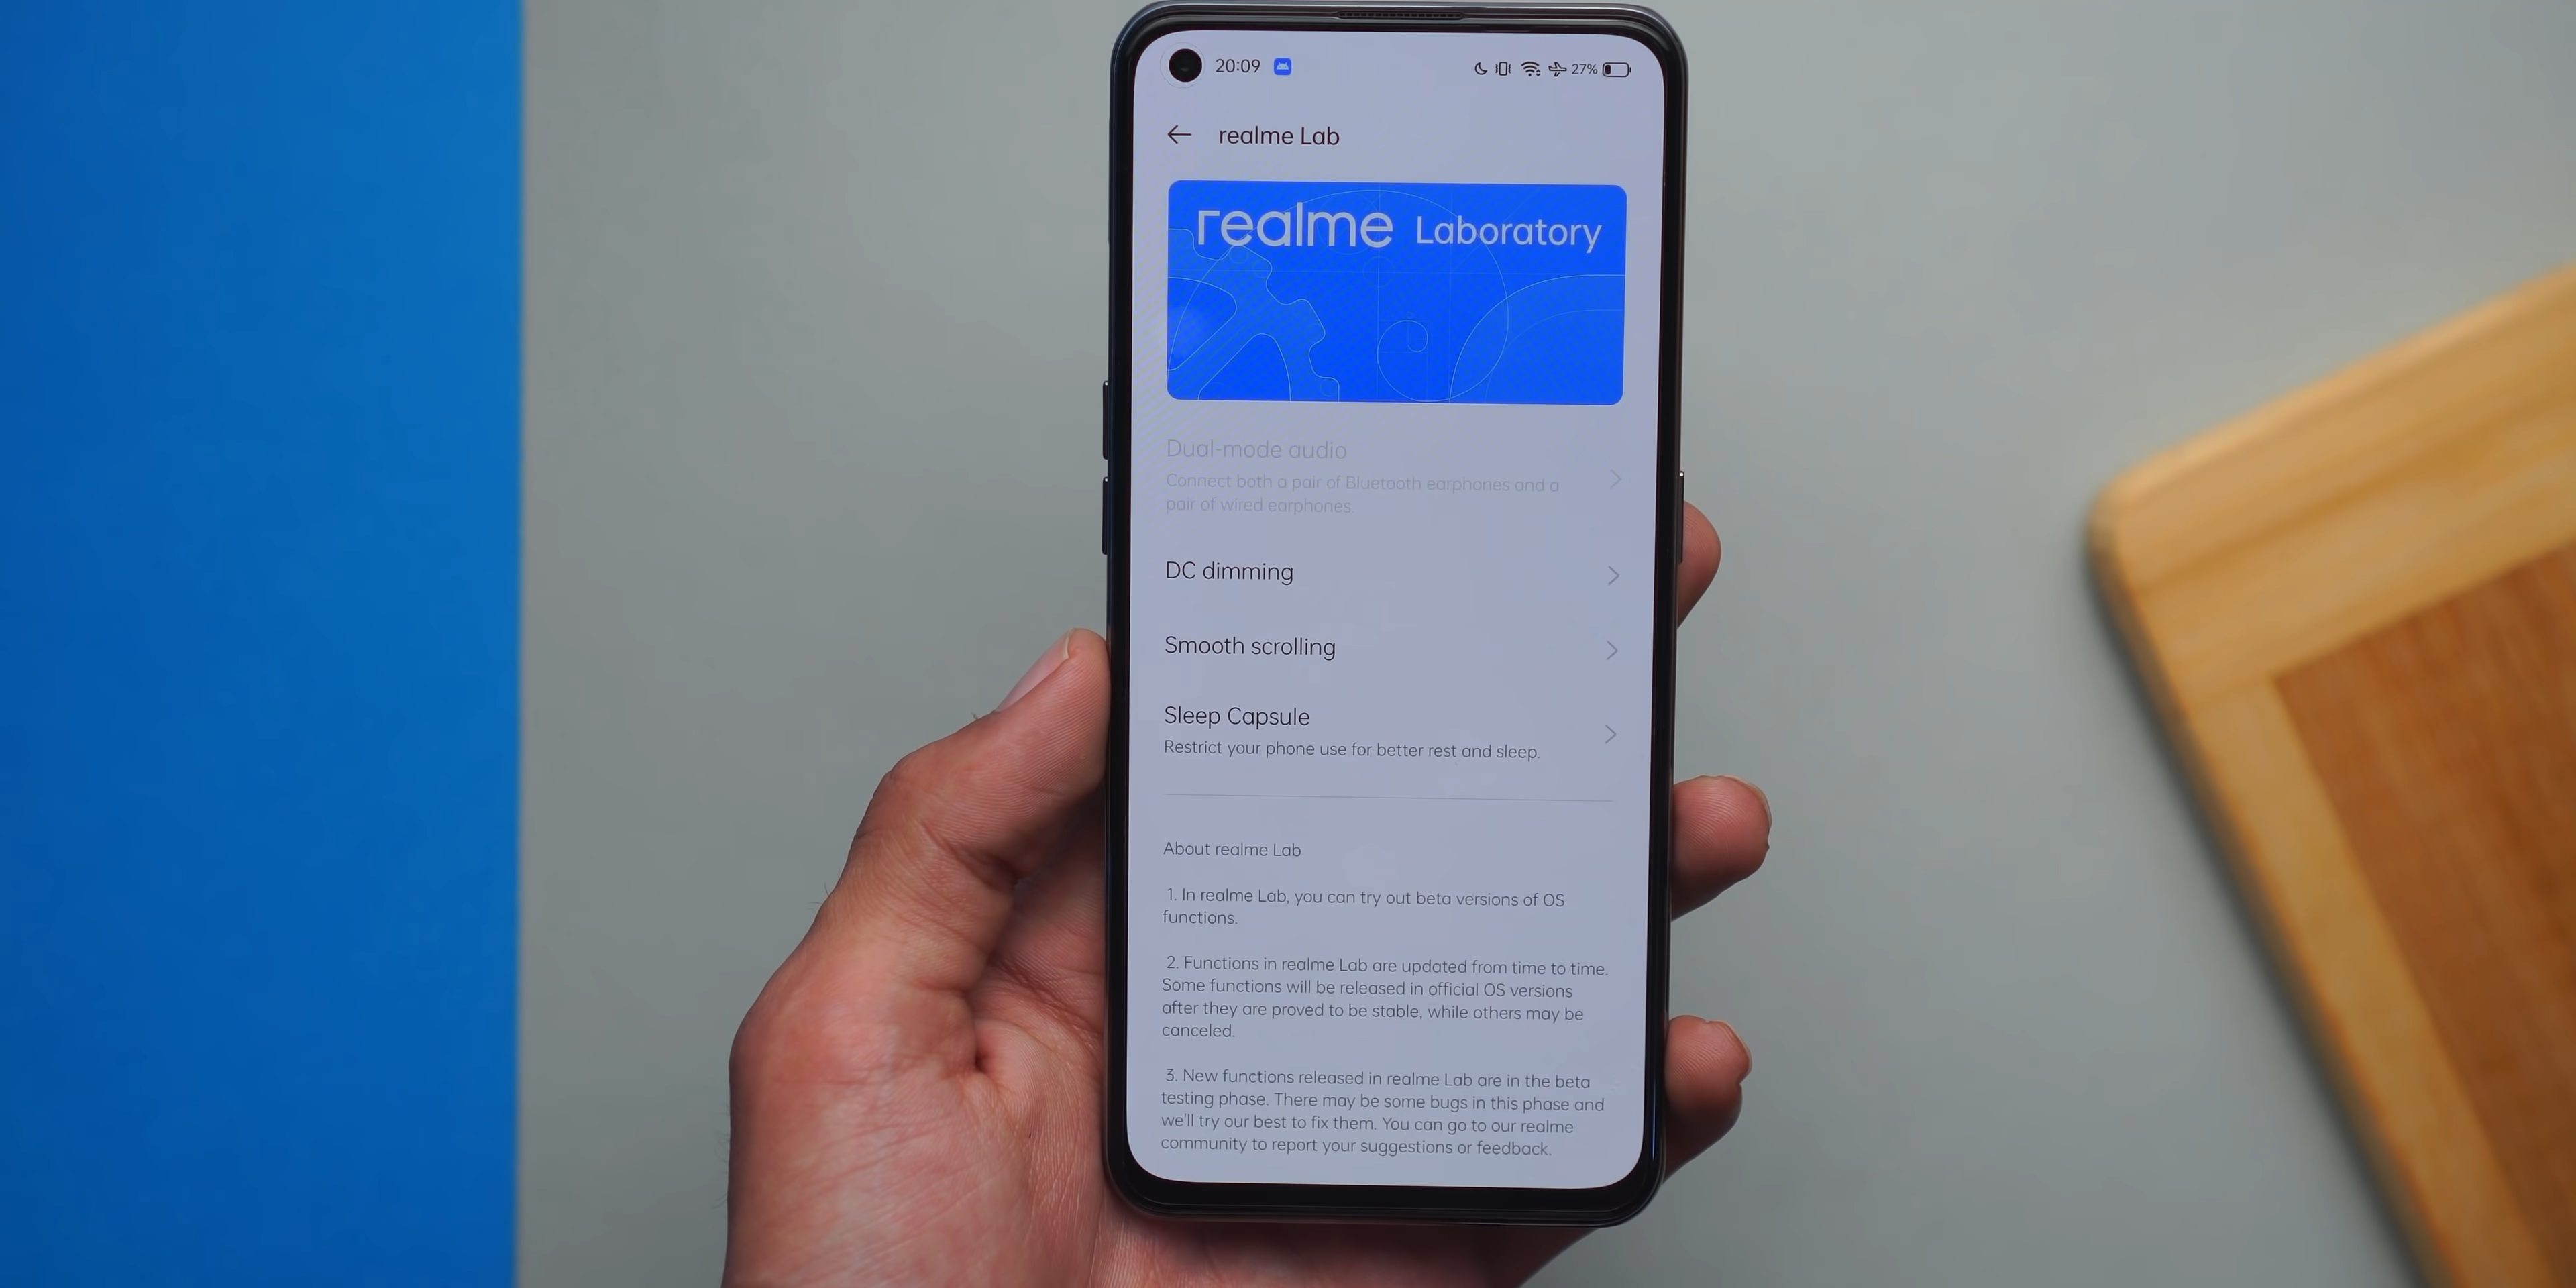 20:09
27%
realme Lab
realme Laboratory
Dual-mode audio
Connect both a pair of Bluetooth earphones and a
pair of wired earphones.
DC dimming
Smooth scrolling
Sleep Capsule
Restrict your phone use for better rest and sleep.
About realme Lab
1. In realme Lab, you can try out beta versions of OS
functions.
2. Functions in realme Lab are updated from time to time.
Some functions will be released in official OS versions
after they are proved to be stable, while others may be
canceled.
3. New functions released in realme Lab are in the beta
testing phase. There may be some bugs in this phase and
we'll try our best to fix them. You can go to our realme
community to report your suggestions or feedback.